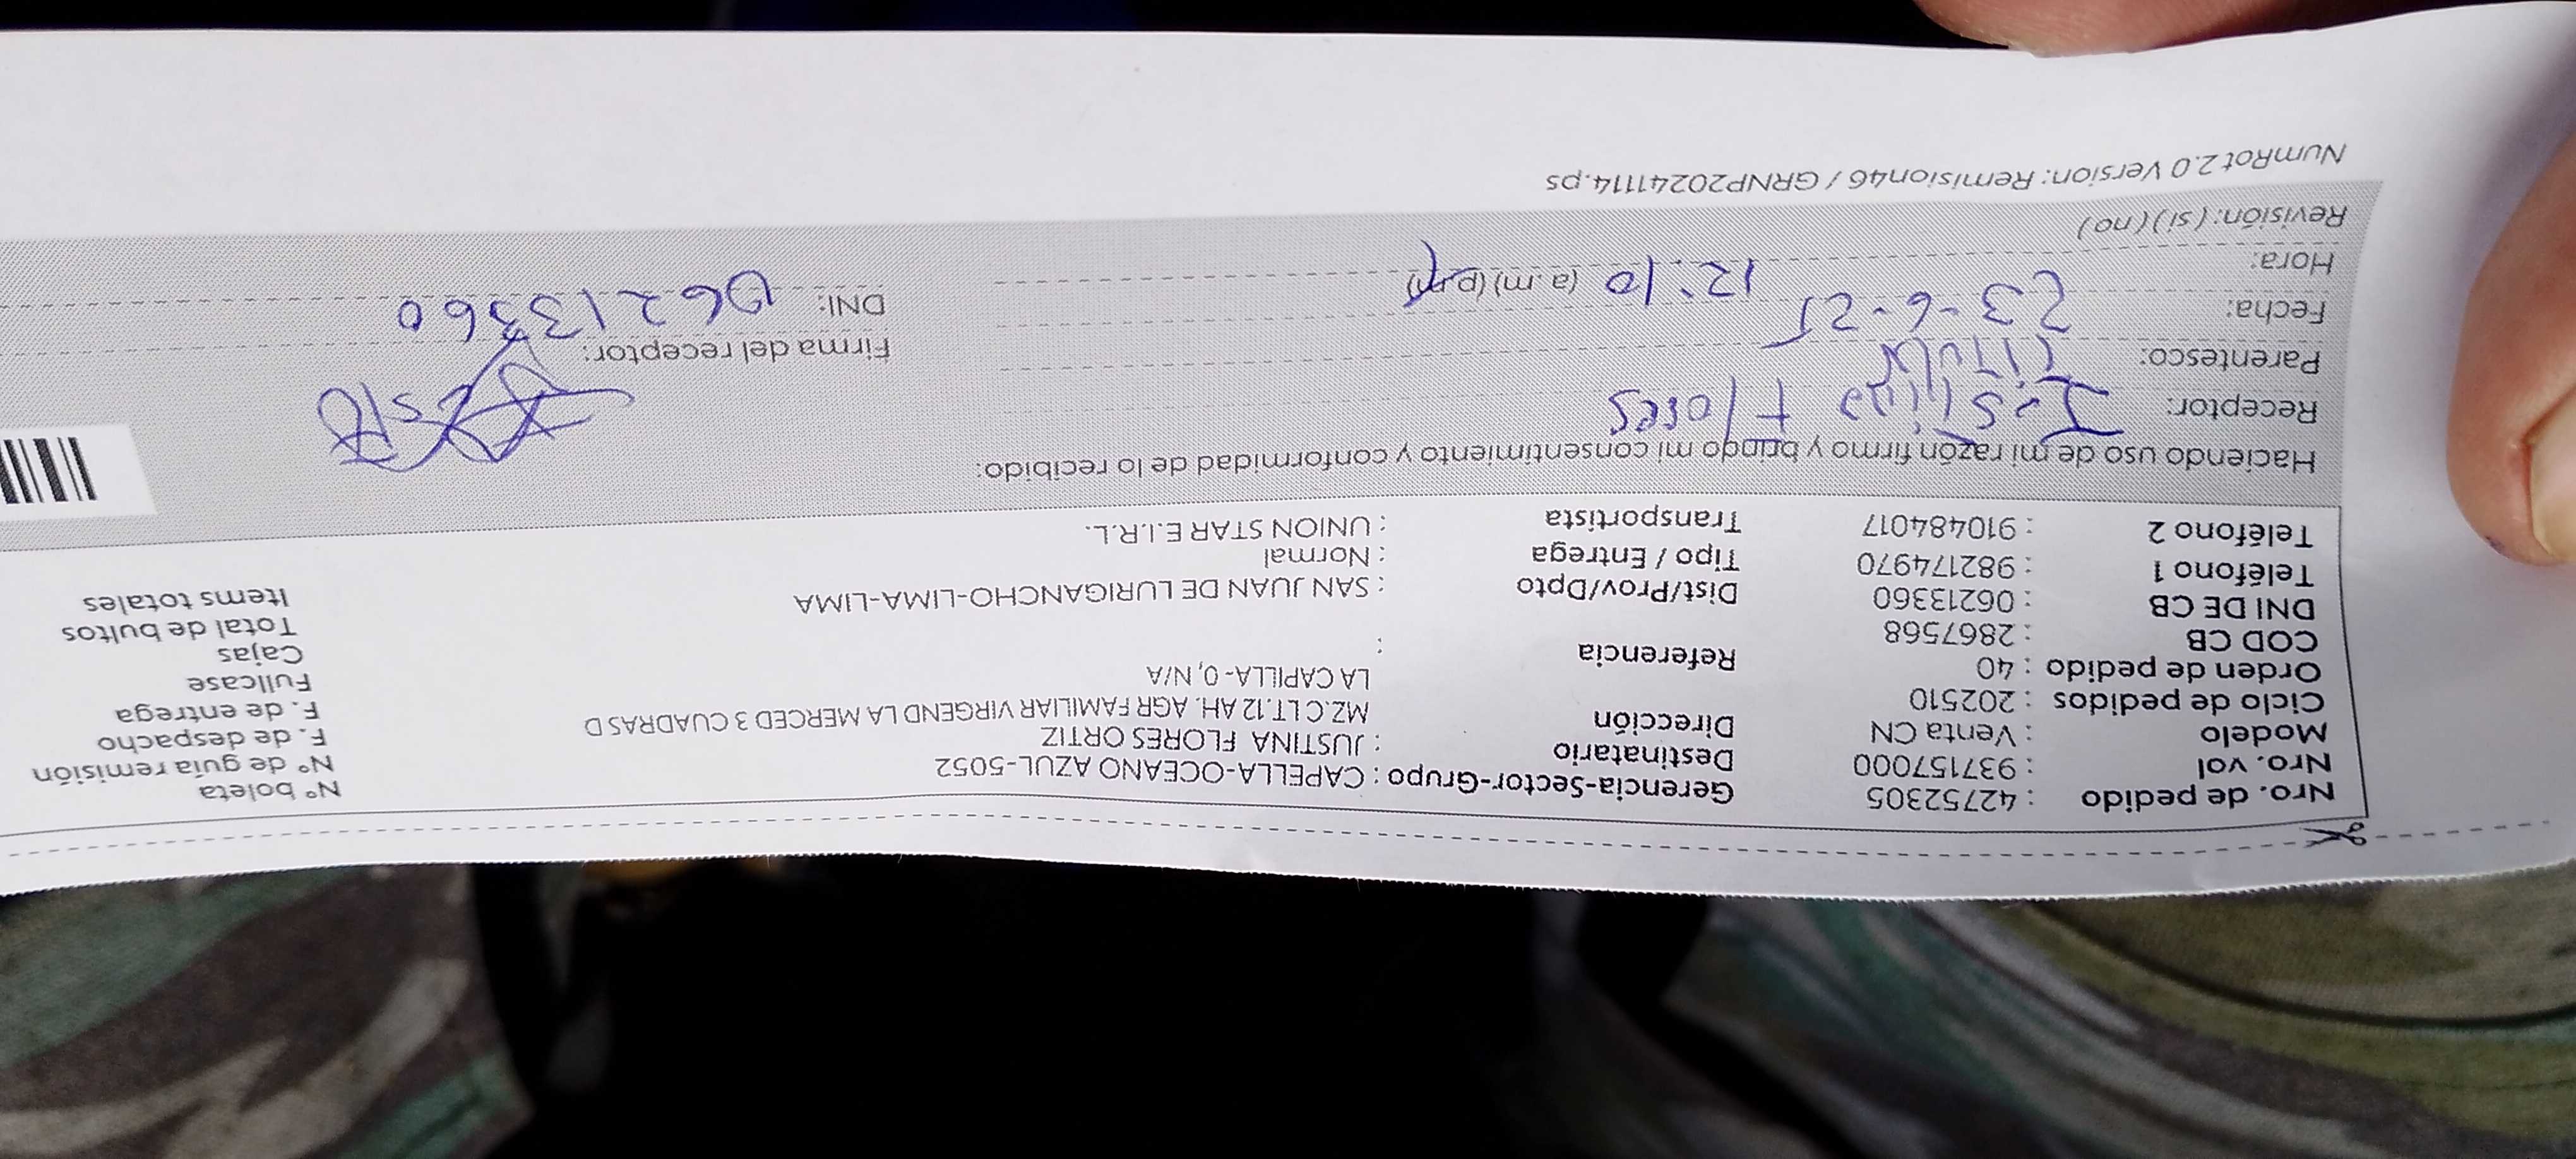 Nro. de pedido : 42752305 Gerencia-Sector-Grupo : CAPELLA-OCEANO AZUL-5052 N° boleta
Nro. vol : 937157000 Destinatario : JUSTINA FLORES ORTIZ N° de guía remisión
Modelo : Venta CN Dirección MZ.C LT.12 AH. AGR FAMILIAR VIRGEND LA MERCED 3 CUADRAS D F. de despacho
Ciclo de pedidos : 202510 LA CAPILLA- 0, N/A F. de entrega
Orden de pedido : 40 Referencia : Fullcase
COD CB : 2867568 Cajas
DNI DE CB : 06213360 Dist/Prov/Dpto : SAN JUAN DE LURIGANCHO-LIMA-LIMA Total de bultos
Teléfono 1 : 982174970 Tipo / Entrega : Normal Items totales
Teléfono 2 : 910484017 Transportista : UNION STAR E.I.R.L.
Haciendo uso de mi razón firmo y brindo mi consentimiento y conformidad de lo recibido:
Receptor: Flores
Parentesco: Firma del receptor:
Fecha: 23-6-25 DNI: 06213360
Hora: 12:10 (a.m) (p.m)
Revisión: (si) (no)
NumRot 2.0 Version: Remision46 / GRNP20241114.ps